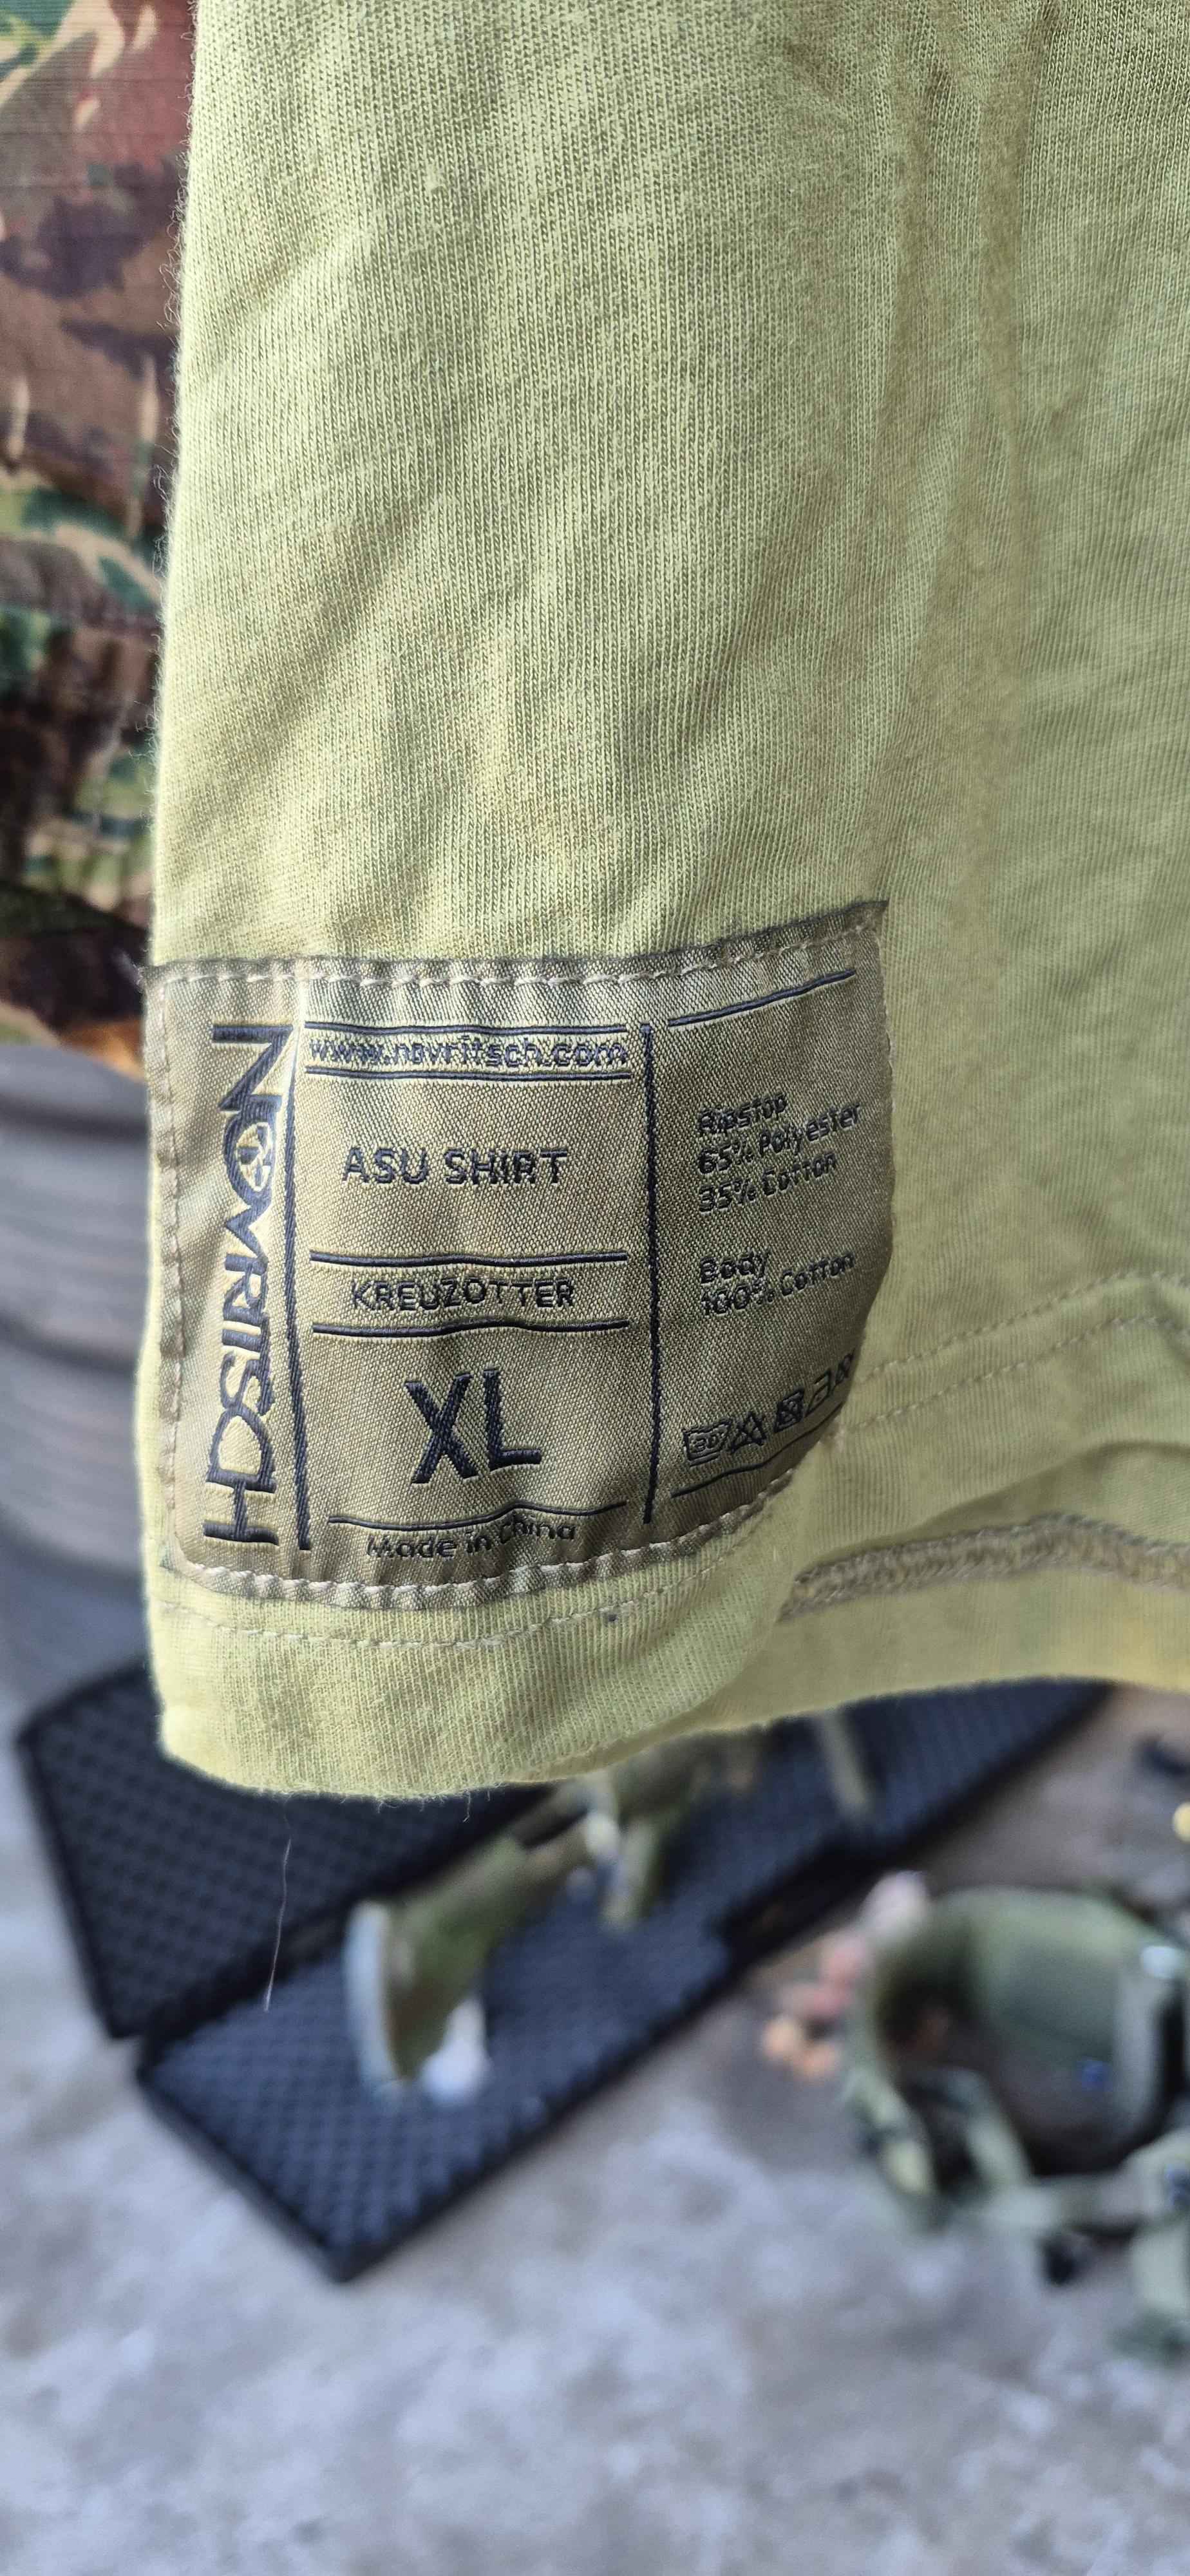 NOVRITSCH
www.novritsch.com
ASU SHIRT
KREUZOTTER
XL
Made in China
Ripstop
65% Polyester
35% Cotton
Body
100% Cotton
30